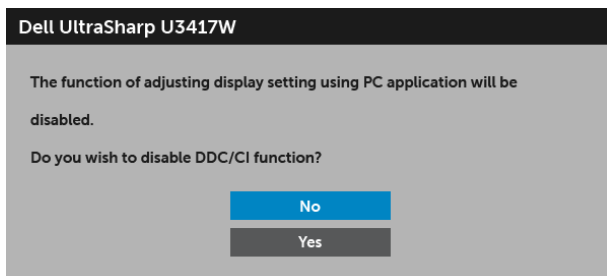 Dell UltraSharp U3417W
The function of adjusting display setting using PC application will be
disabled.
Do you wish to disable DDC/CI function?
No
Yes